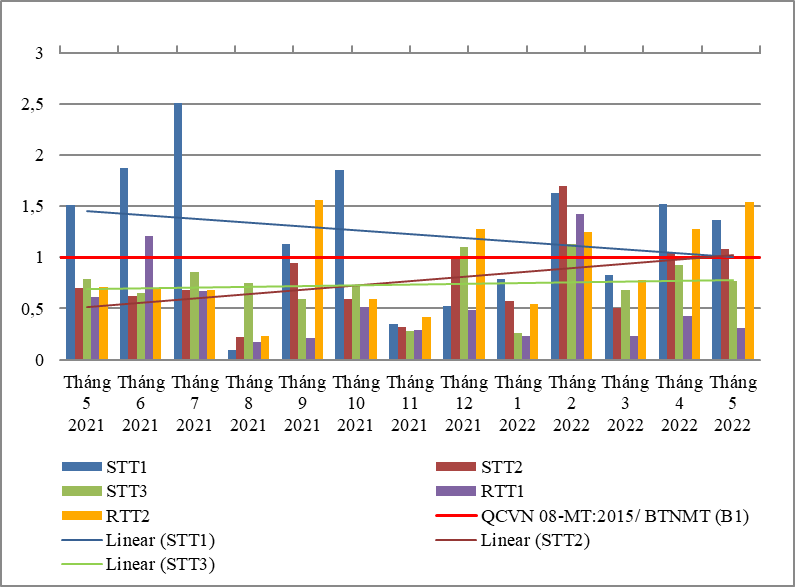 3
2,5
2
1,5
1
0,5
0
Tháng Tháng Tháng Tháng Tháng Tháng Tháng Tháng Tháng Tháng Tháng Tháng Tháng
5 6 7 8 9 10 11 12 1 2 3 4 5
2021 2021 2021 2021 2021 2021 2021 2021 2022 2022 2022 2022 2022
STT1 STT2
STT3 RTT1
RTT2 QCVN 08-MT:2015/ BTNMT (B1)
Linear (STT1) Linear (STT2)
Linear (STT3)